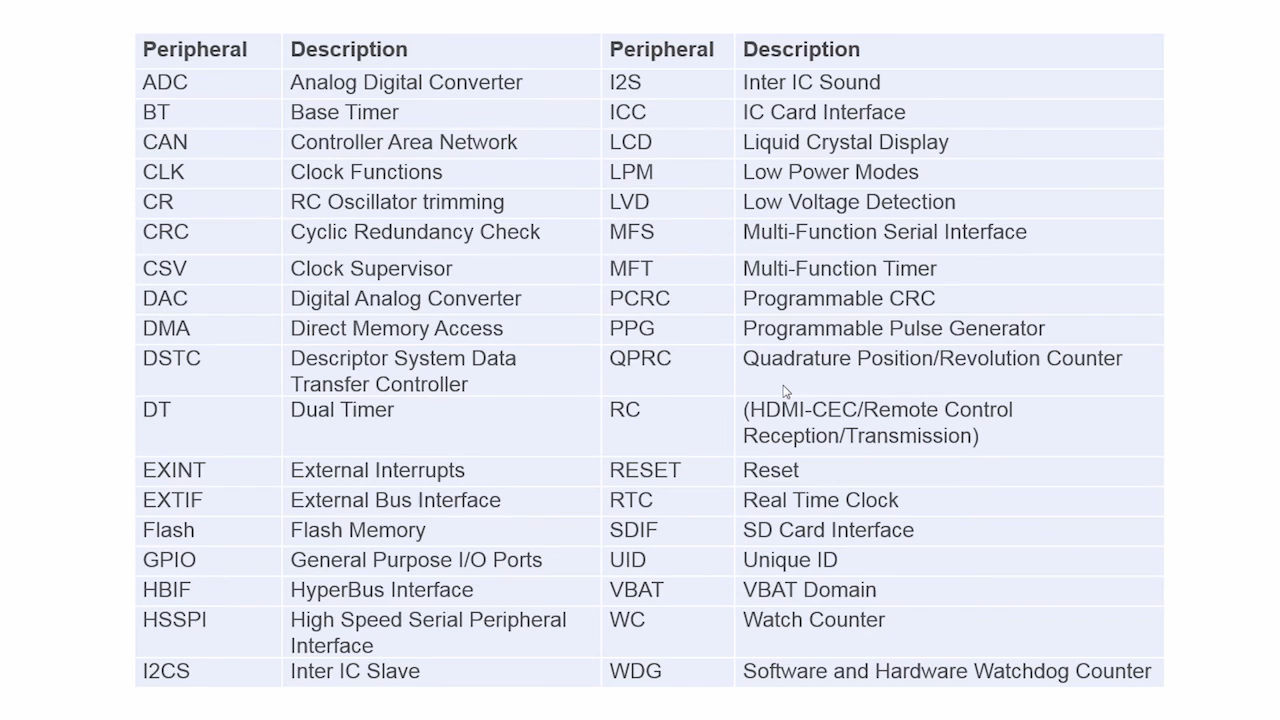 Peripheral Description Peripheral Description
ADC Analog Digital Converter I2S Inter IC Sound
BT Base Timer ICC IC Card Interface
CAN Controller Area Network LCD Liquid Crystal Display
CLK Clock Functions LPM Low Power Modes
CR RC Oscillator trimming LVD Low Voltage Detection
CRC Cyclic Redundancy Check MFS Multi-Function Serial Interface
CSV Clock Supervisor MFT Multi-Function Timer
DAC Digital Analog Converter PCRC Programmable CRC
DMA Direct Memory Access PPG Programmable Pulse Generator
DSTC Descriptor System Data QPRC Quadrature Position/Revolution Counter
Transfer Controller
DT Dual Timer RC (HDMI-CEC/Remote Control
Reception/Transmission)
EXINT External Interrupts RESET Reset
EXTIF External Bus Interface RTC Real Time Clock
Flash Flash Memory SDIF SD Card Interface
GPIO General Purpose I/O Ports UID Unique ID
HBIF HyperBus Interface VBAT VBAT Domain
HSSPI High Speed Serial Peripheral WC Watch Counter
Interface
I2CS Inter IC Slave WDG Software and Hardware Watchdog Counter